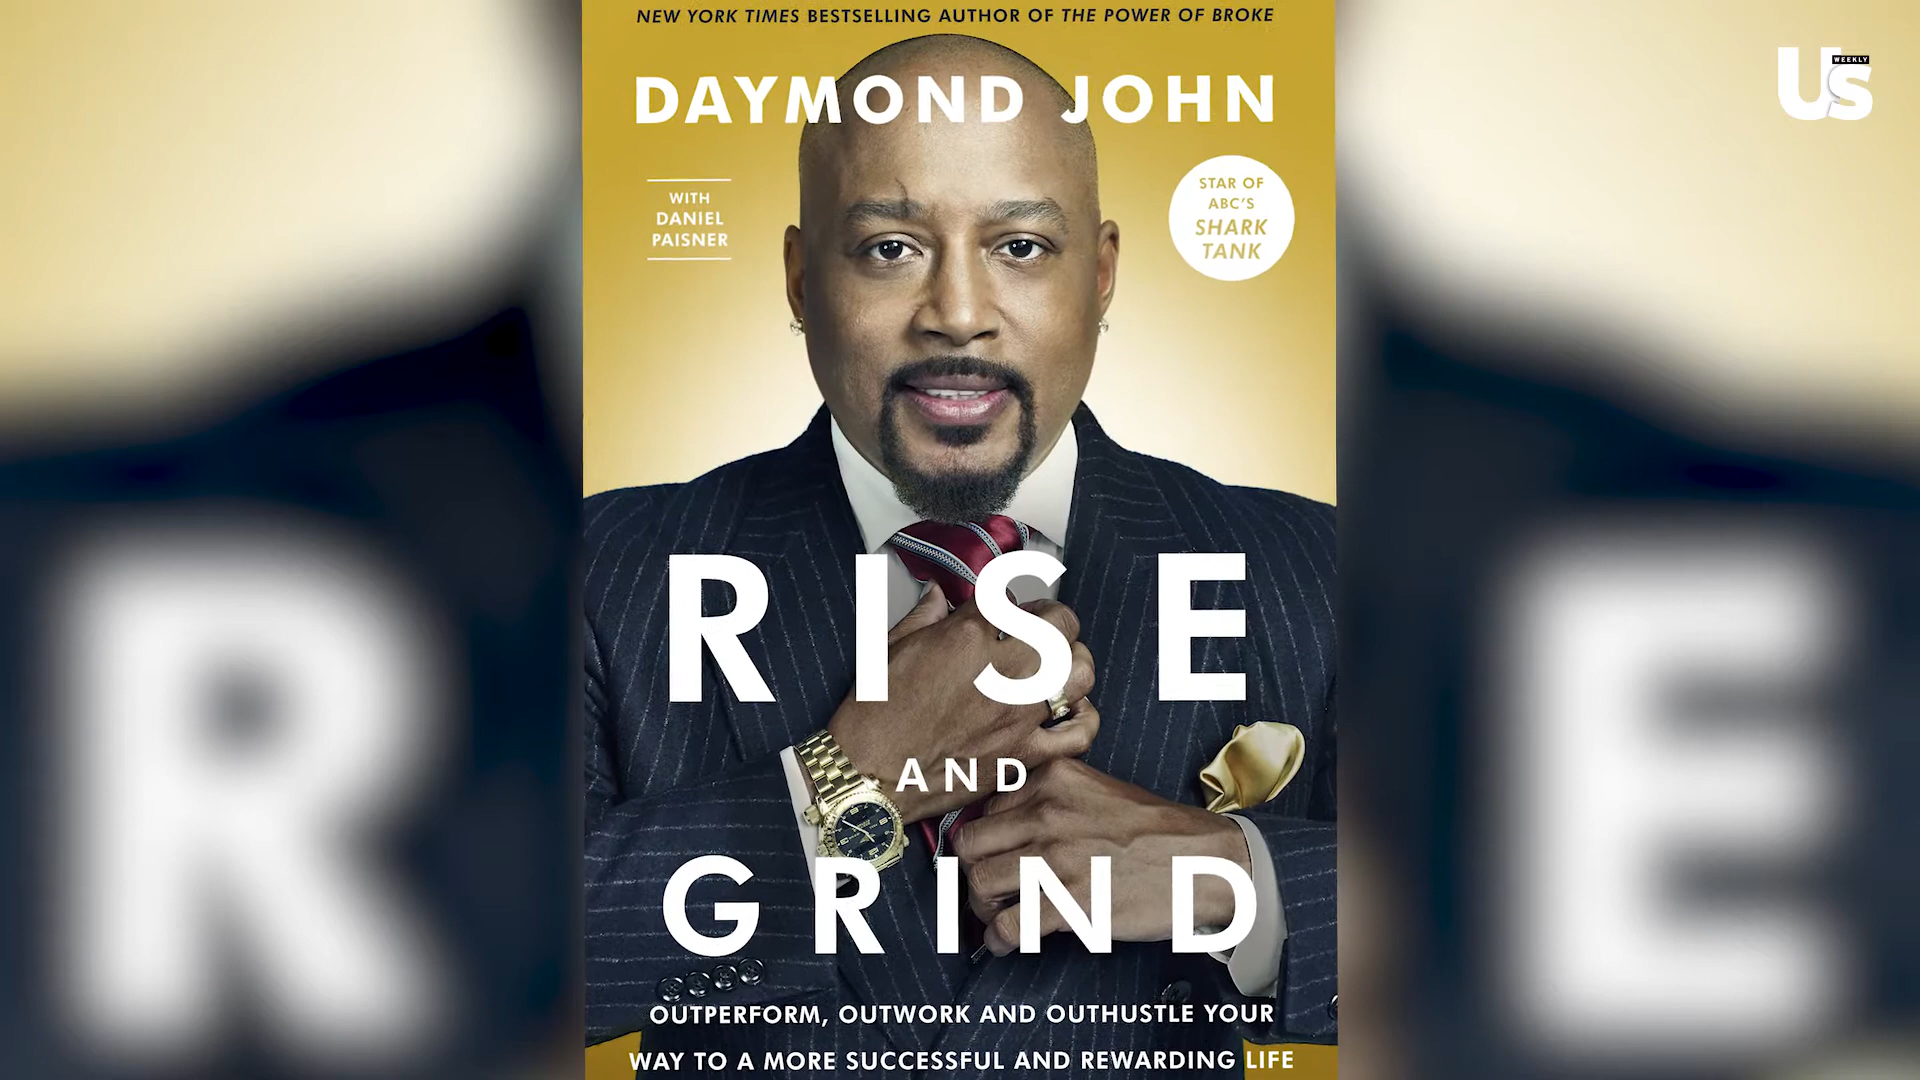 NEW YORK TIMES BESTSELLING AUTHOR OF THE POWER OF BROKE
DAYMOND JOHN
WITH
DANIEL
PAISNER
STAR OF
ABC'S
SHARK
TANK
Us
WEEKLY
RISE
AND
GRIND
OUTPERFORM, OUTWORK AND OUTHUSTLE YOUR
WAY TO A MORE SUCCESSFUL AND REWARDING LIFE
R
E